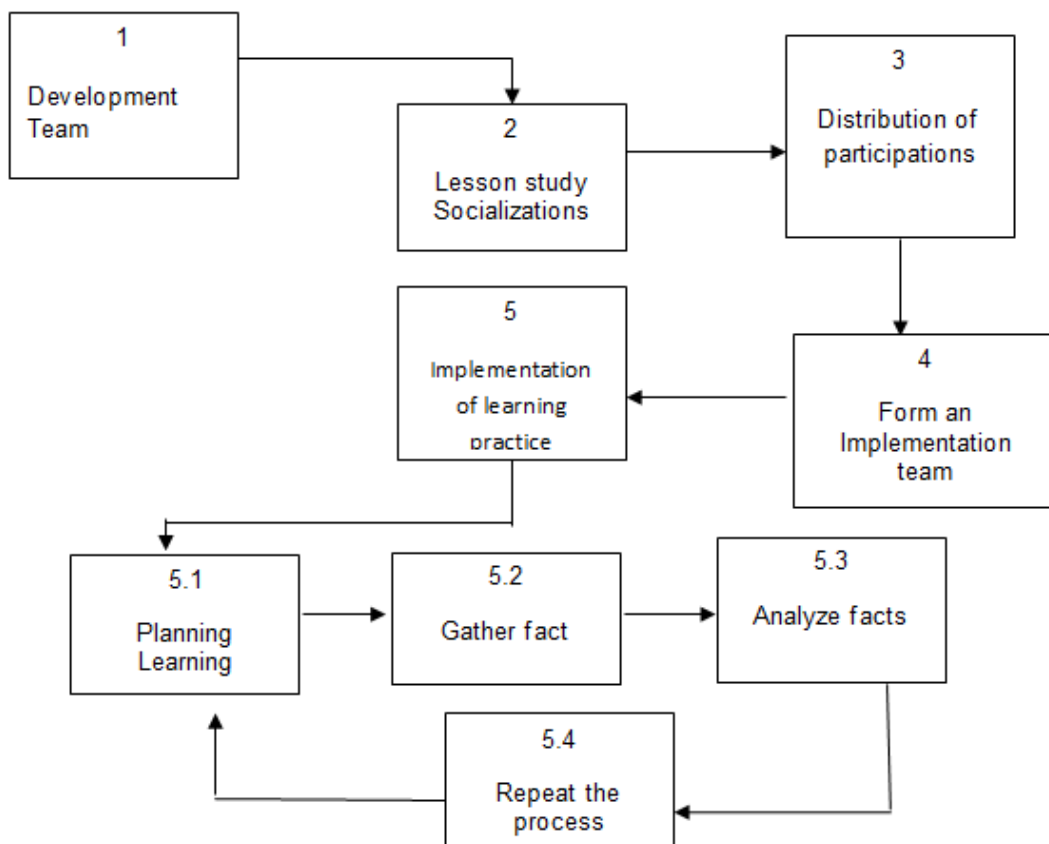 1
Development
Team
2
Lesson study
Socializations
3
Distribution of
participations
4
Form an
Implementation
team
5
Implementation
of learning
practice
5.1
Planning
Learning
5.2
Gather fact
5.3
Analyze facts
5.4
Repeat the
process